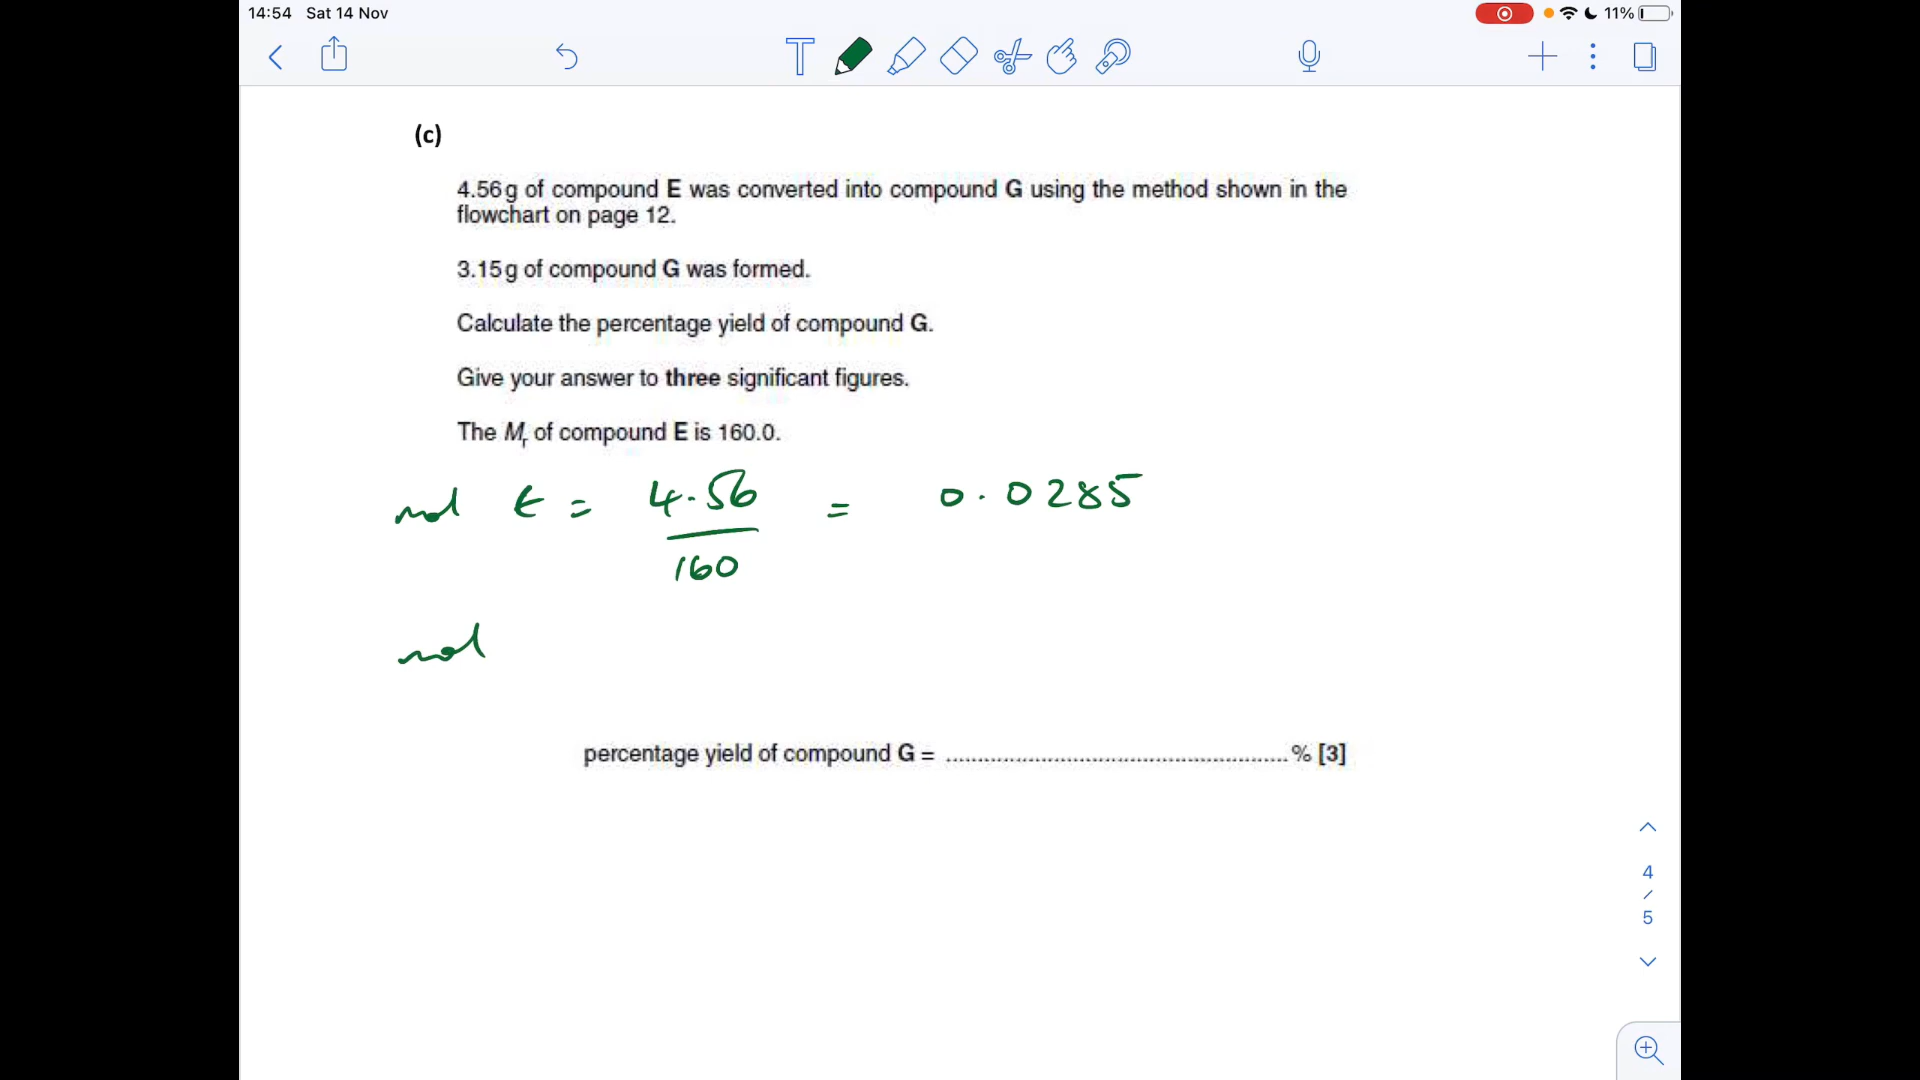 14:54 Sat 14 Nov
11%
(c)
4.56 g of compound E was converted into compound G using the method shown in the
flowchart on page 12.
3.15 g of compound G was formed.
Calculate the percentage yield of compound G.
Give your answer to three significant figures.
The Mr of compound E is 160.0.
mol E = 4.56 = 0.0285
160
mol
percentage yield of compound G = ...................................................... % [3]
4
/
5